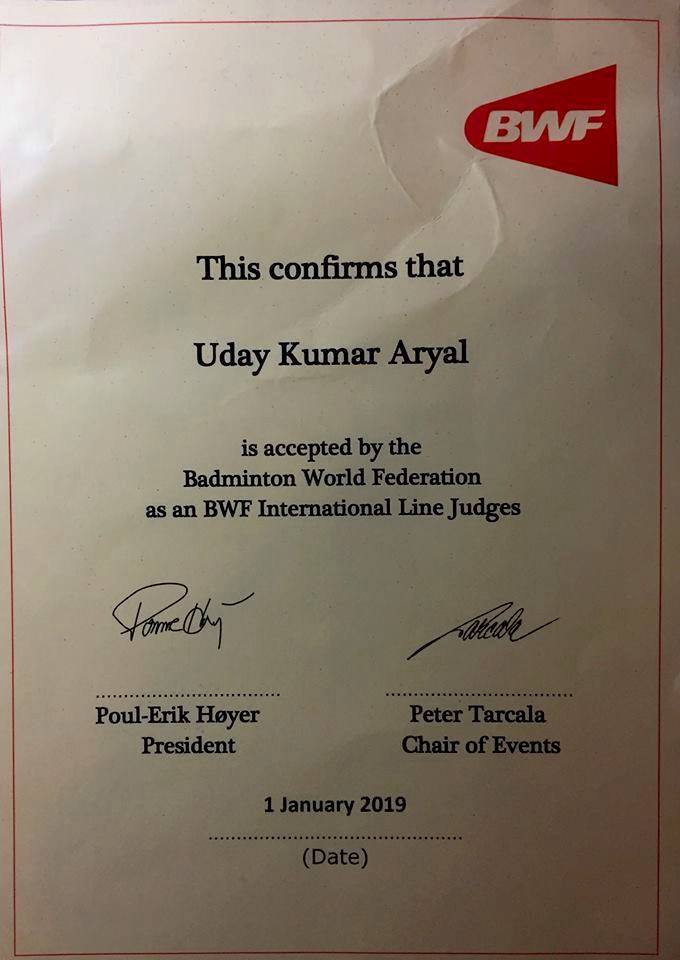 BWF
This confirms that
Uday Kumar Aryal
is accepted by the
Badminton World Federation
as an BWF International Line Judges
Poul-Erik Høyer
President
Peter Tarcala
Chair of Events
1 January 2019
(Date)